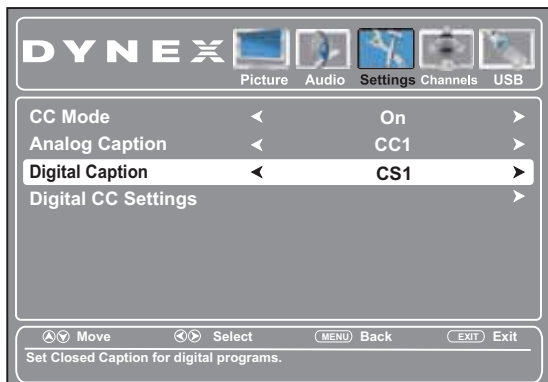 DYNEX
Picture Audio Settings Channels USB
CC Mode On
Analog Caption CC1
Digital Caption CS1
Digital CC Settings
Move Select MENU Back EXIT Exit
Set Closed Caption for digital programs.